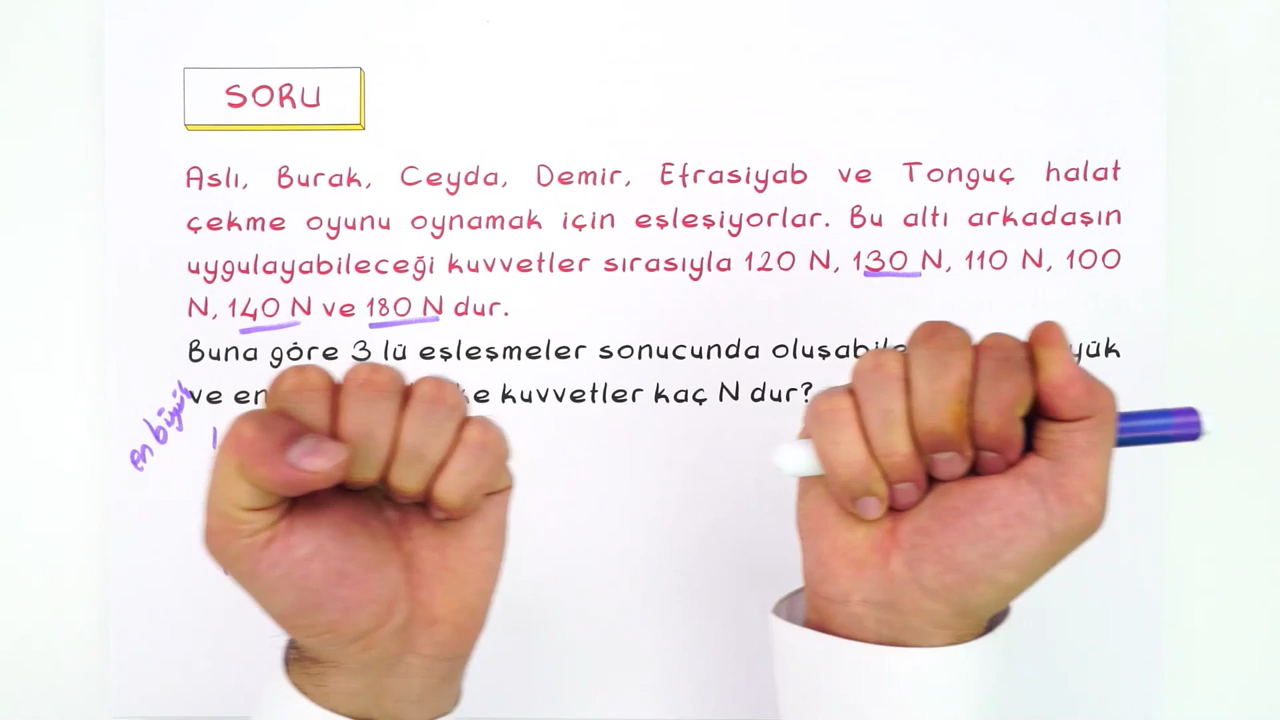 SORU
Aslı, Burak, Ceyda, Demir, Efrasiyab ve Tonguç halat
çekme oyunu oynamak için eşleşiyorlar. Bu altı arkadaşın
uygulayabileceği kuvvetler sırasıyla 120 N, 130 N, 110 N, 100
N, 140 N ve 180 N dur.
Buna göre 3 lü eşleşmeler sonucunda
ve en kuvvetler kaç N dur?
en büyük